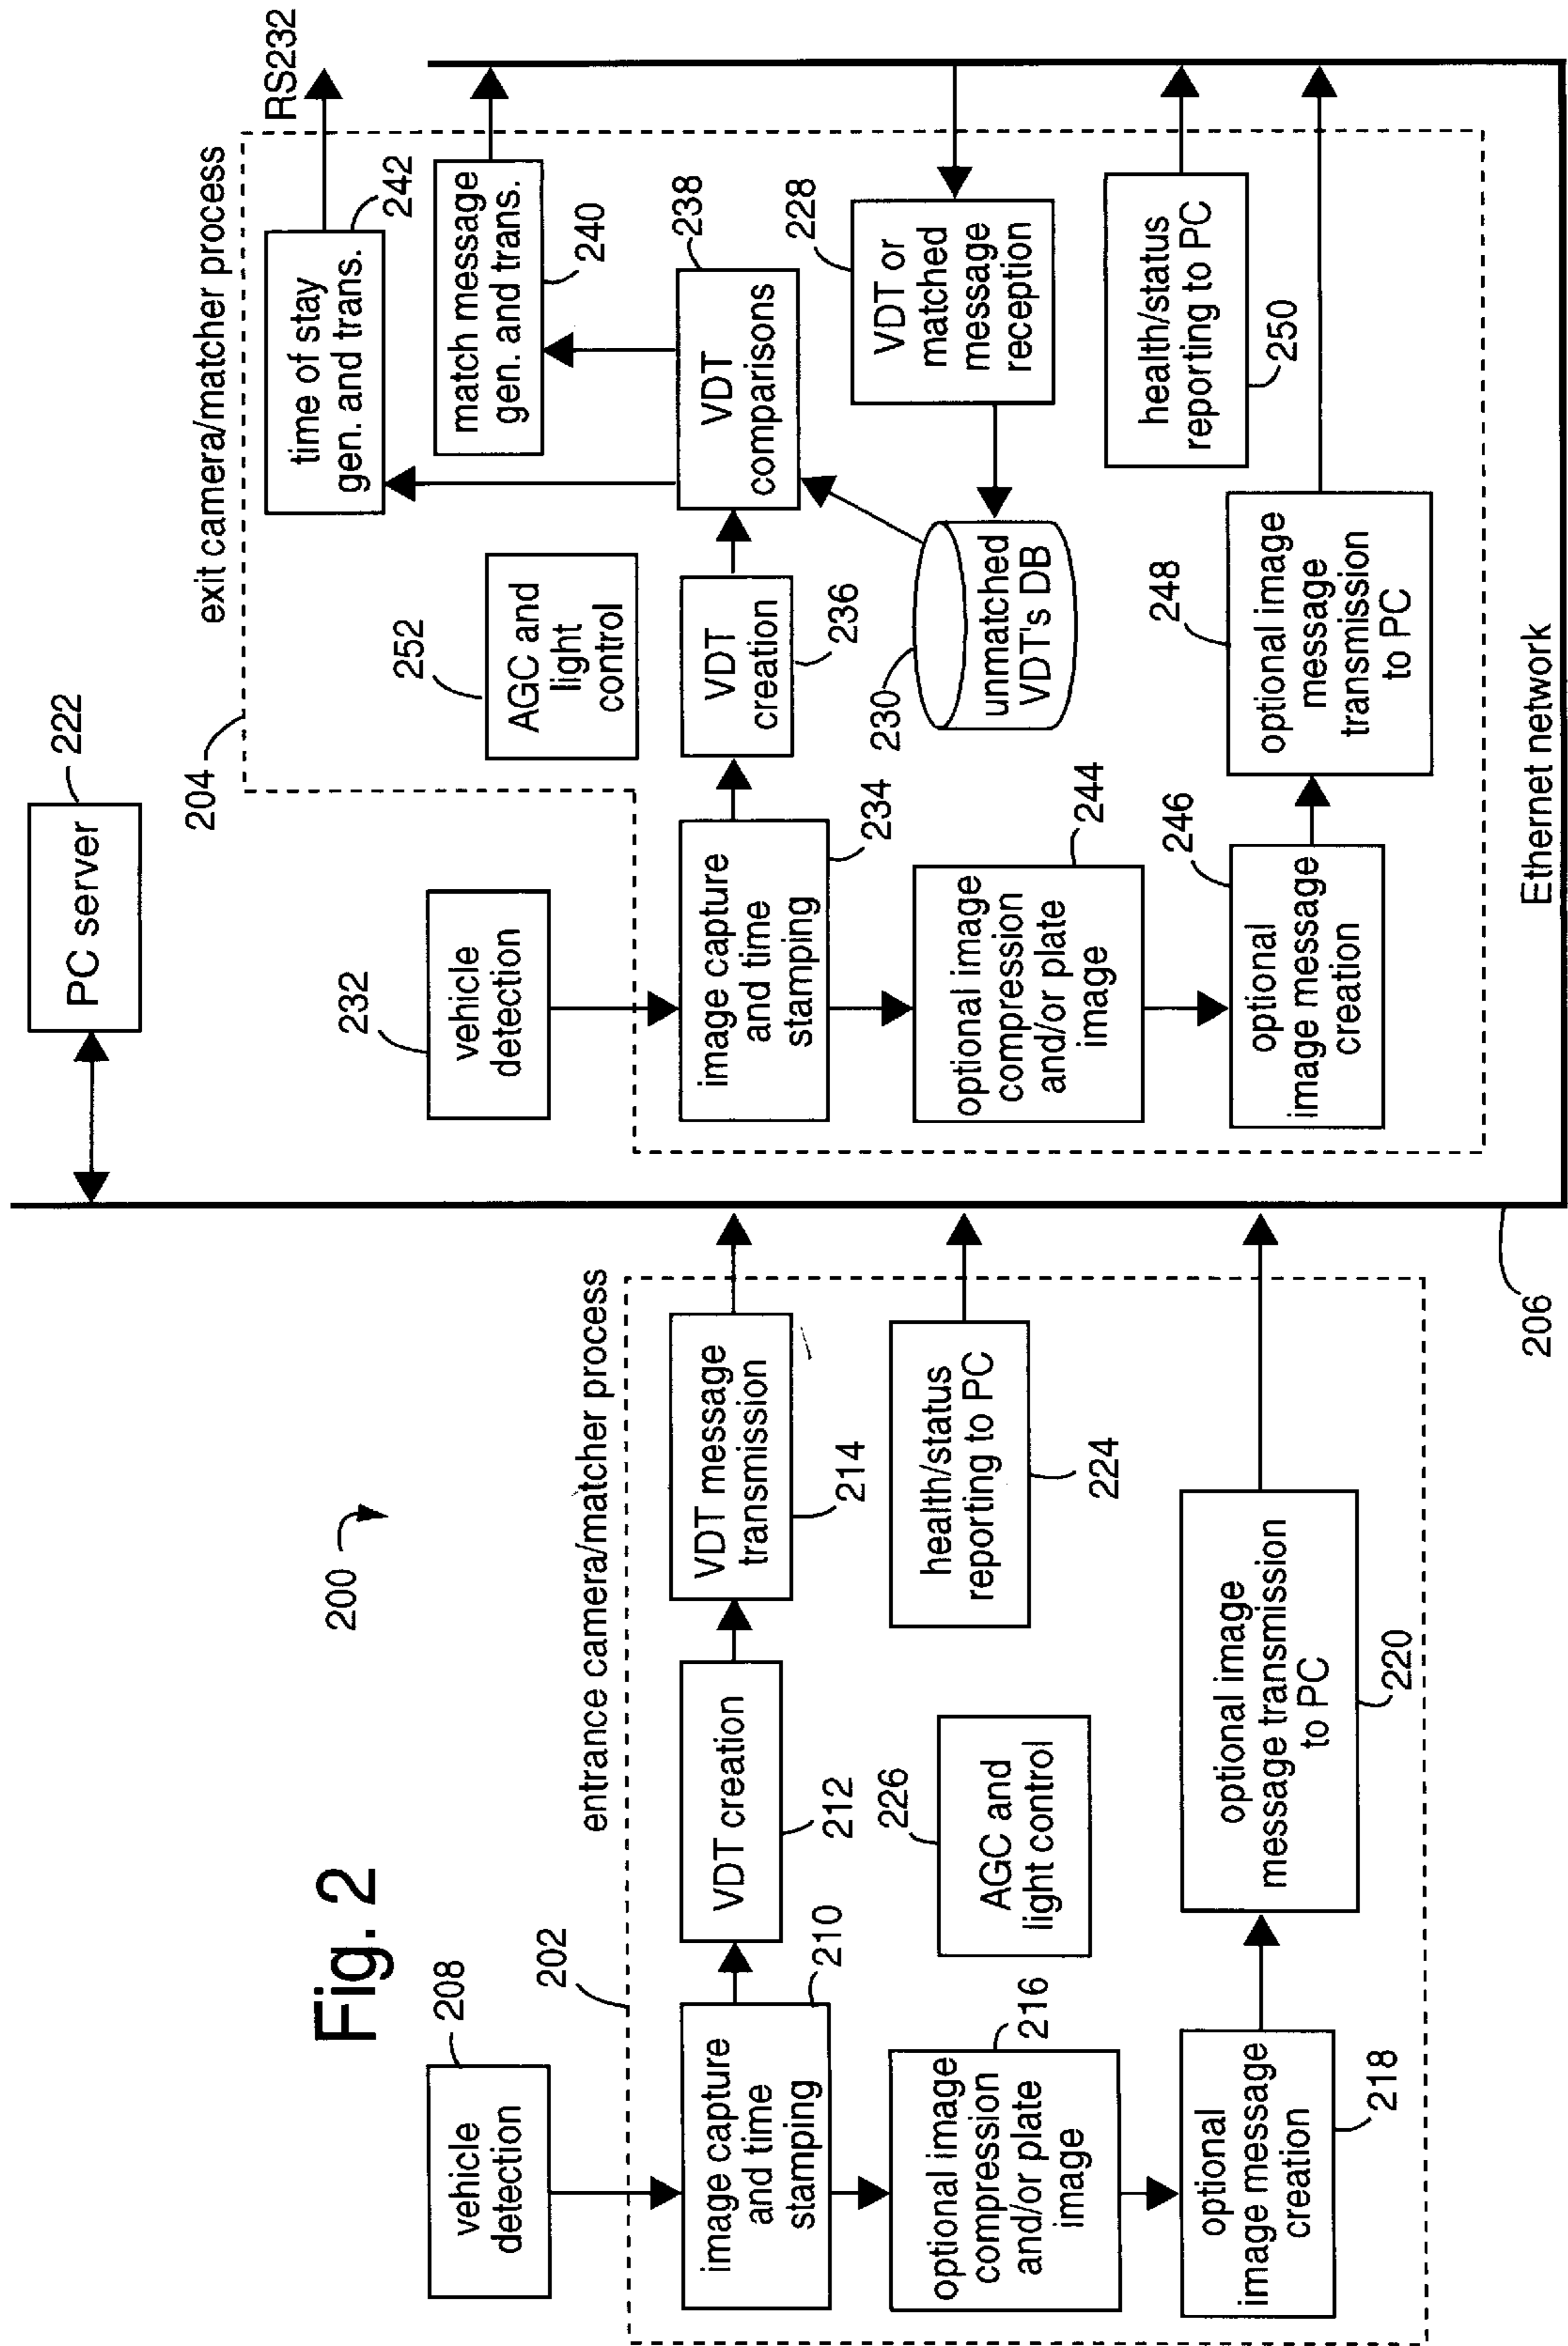 Fig. 2
200
PC server
222
206
Ethernet network
entrance camera/matcher process
202
vehicle
detection
208
image capture
and time
stamping
210
VDT creation
212
VDT message
transmission
214
optional image
compression
and/or plate
image
216
AGC and
light control
226
health/status
reporting to PC
224
optional
image message
creation
218
optional image
message transmission
to PC
220
exit camera/matcher process
204
vehicle
detection
232
image capture
and time
stamping
234
VDT
creation
236
VDT
comparisons
238
AGC and
light
control
252
time of stay
gen. and trans.
242
RS232
match message
gen. and trans.
240
VDT or
matched
message
reception
228
unmatched
VDT's DB
230
optional image
compression
and/or plate
image
244
optional
image message
creation
246
optional image
message
transmission
to PC
248
health/status
reporting to PC
250